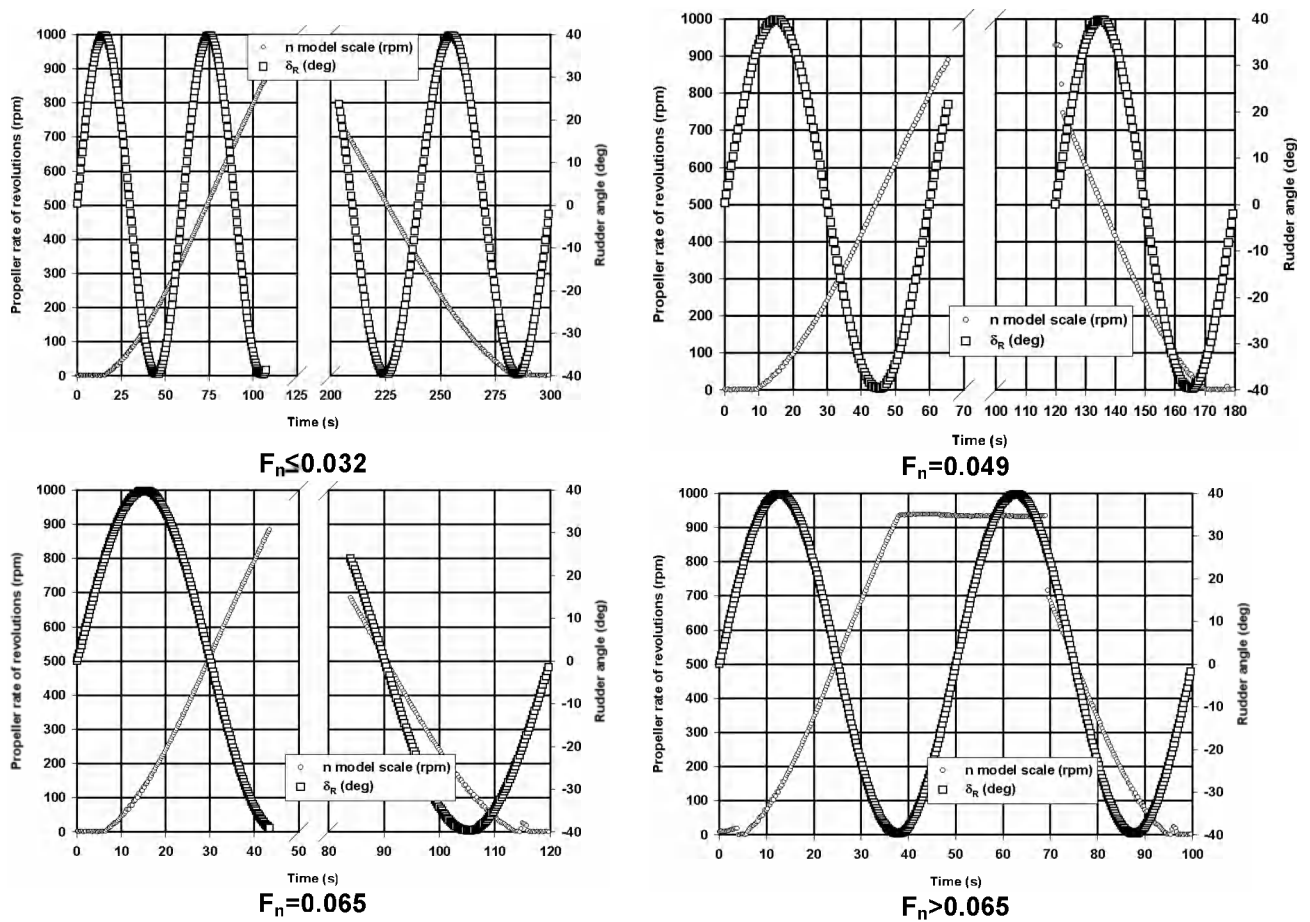 1000
900
800
700
600
500
400
300
200
100
0
Propeller rate of revolutions (rpm)
n model scale (rpm)
δR (deg)
40
30
20
10
0
-10
-20
-30
-40
Rudder angle (deg)
0 25 50 75 100 125 200 225 250 275 300
Time (s)
Fn≤0.032
1000
900
800
700
600
500
400
300
200
100
0
Propeller rate of revolutions (rpm)
n model scale (rpm)
δR (deg)
40
30
20
10
0
-10
-20
-30
-40
Rudder angle (deg)
0 10 20 30 40 50 60 70 100 110 120 130 140 150 160 170 180
Time (s)
Fn=0.049
1000
900
800
700
600
500
400
300
200
100
0
Propeller rate of revolutions (rpm)
n model scale (rpm)
δR (deg)
40
30
20
10
0
-10
-20
-30
-40
Rudder angle (deg)
0 10 20 30 40 50 80 90 100 110 120
Time (s)
Fn=0.065
1000
900
800
700
600
500
400
300
200
100
0
Propeller rate of revolutions (rpm)
n model scale (rpm)
δR (deg)
40
30
20
10
0
-10
-20
-30
-40
Rudder angle (deg)
0 10 20 30 40 50 60 70 80 90 100
Time (s)
Fn>0.065